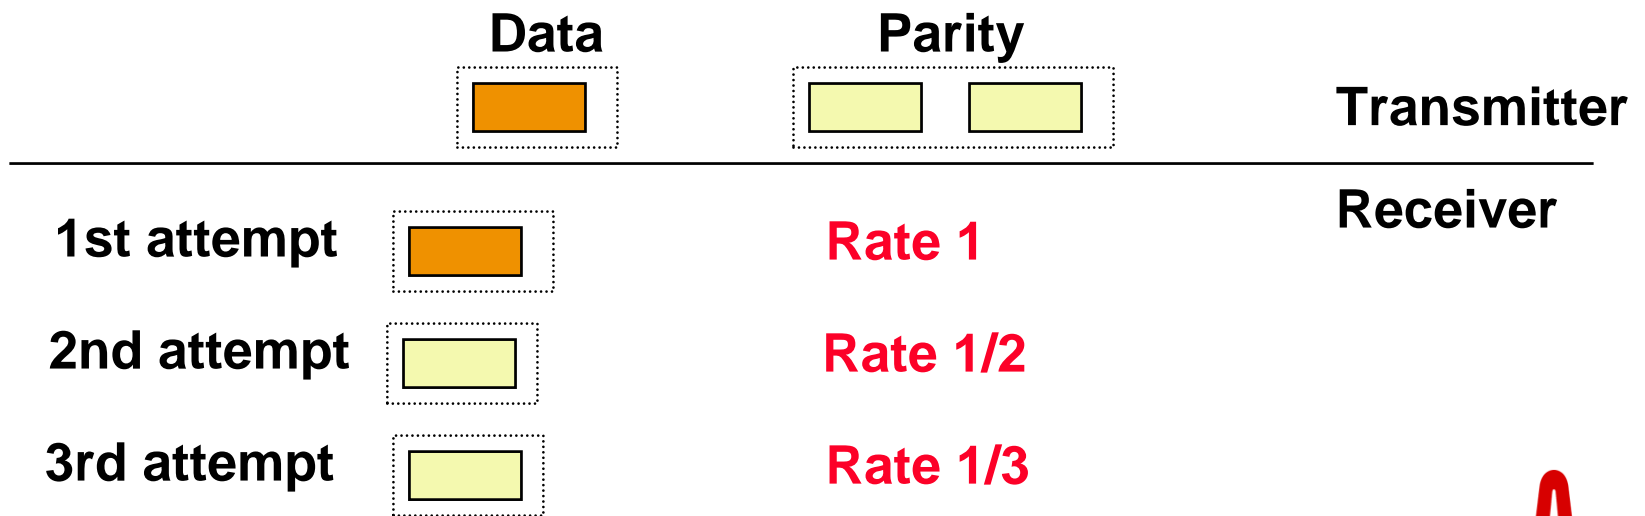 Data Parity
Transmitter
Receiver
1st attempt Rate 1
2nd attempt Rate 1/2
3rd attempt Rate 1/3